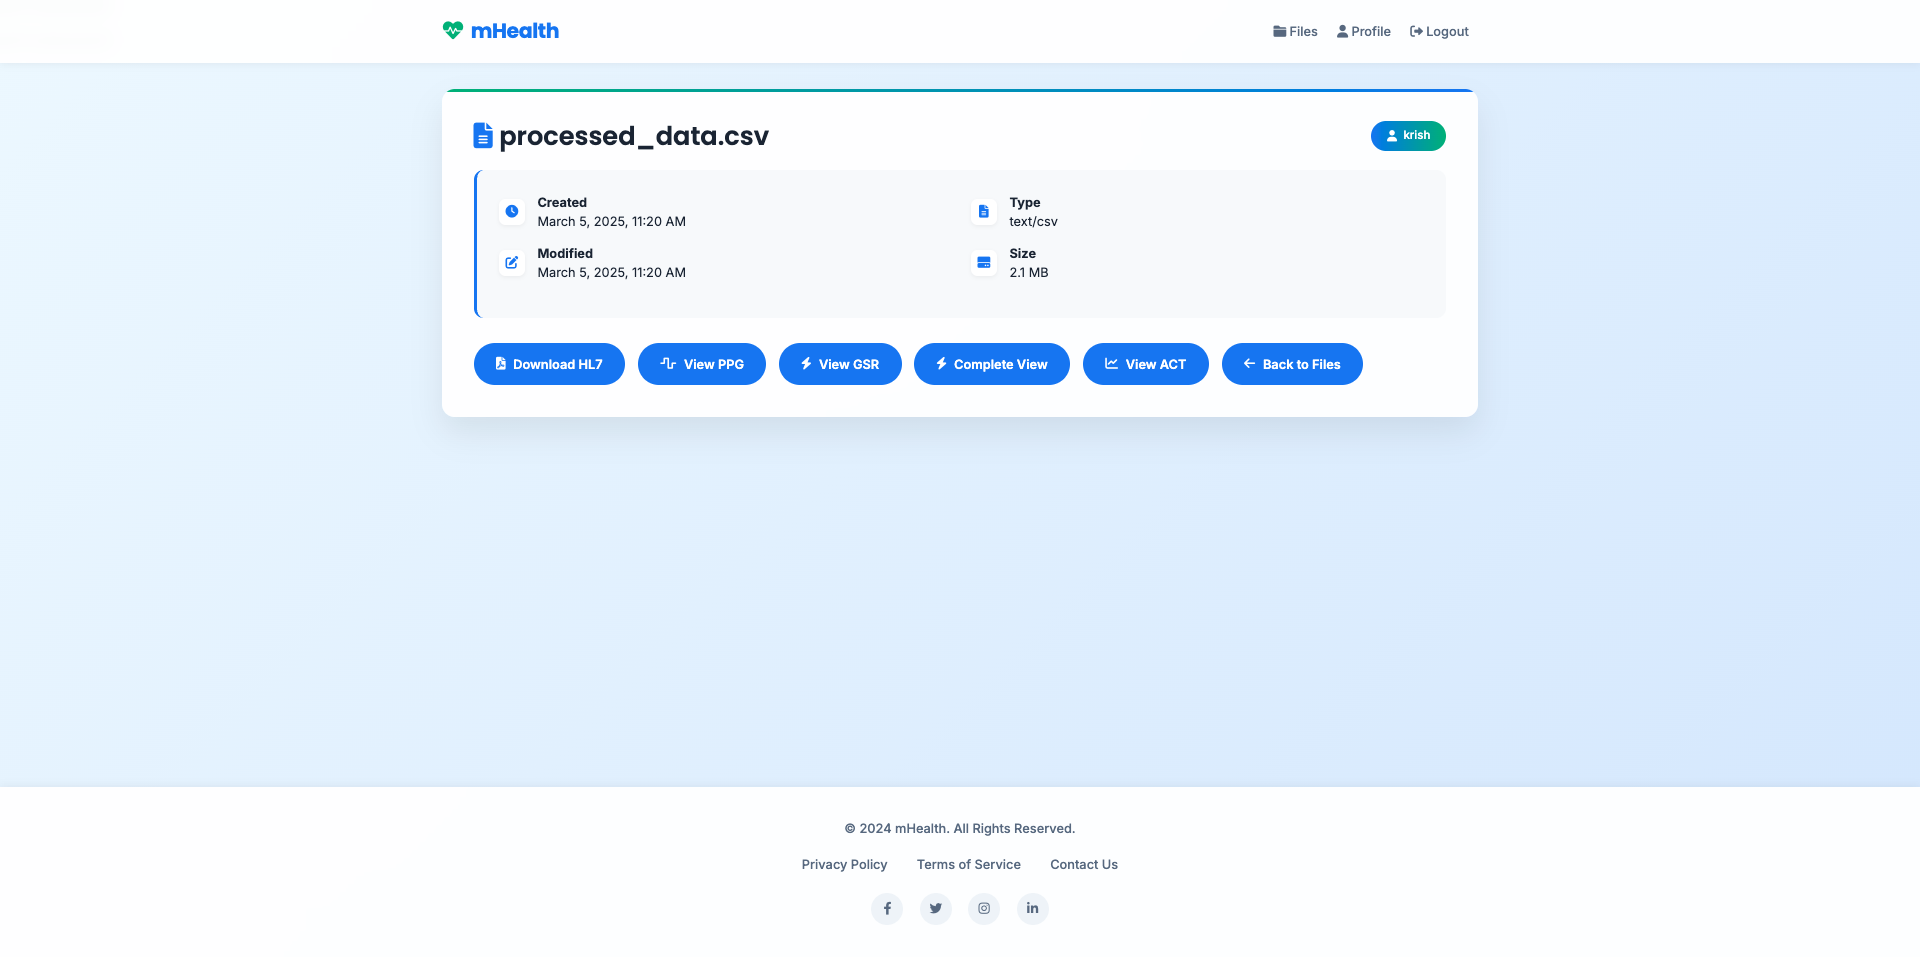 mHealth
Files Profile Logout
processed_data.csv
krish
Created
March 5, 2025, 11:20 AM
Type
text/csv
Modified
March 5, 2025, 11:20 AM
Size
2.1 MB
Download HL7 View PPG View GSR Complete View View ACT Back to Files
© 2024 mHealth. All Rights Reserved.
Privacy Policy Terms of Service Contact Us